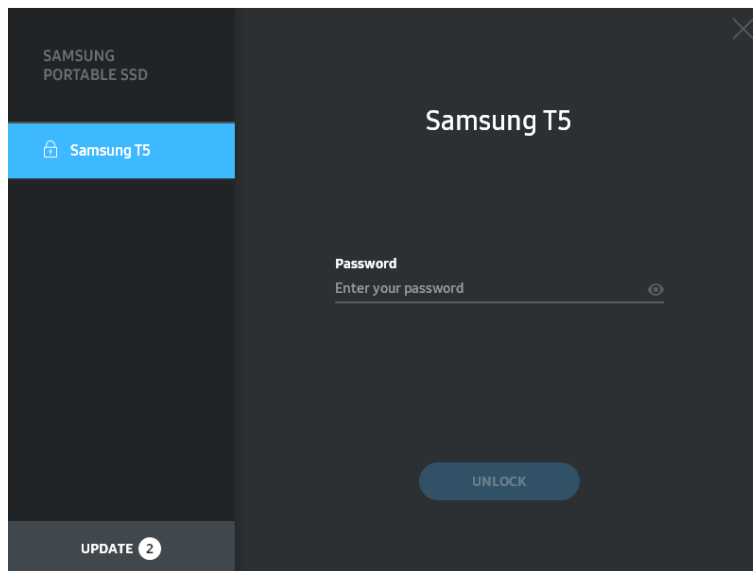 SAMSUNG
PORTABLE SSD
Samsung T5
Samsung T5
Password
Enter your password
UNLOCK
UPDATE 2